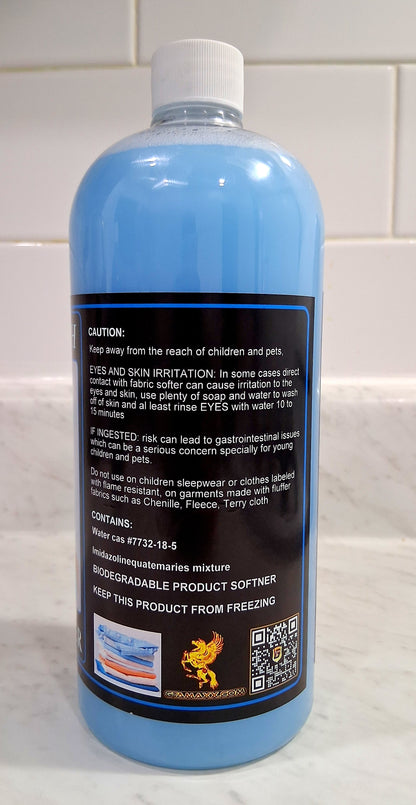 H
CAUTION:
Keep away from the reach of children and pets,
EYES AND SKIN IRRITATION: In some cases direct
contact with fabric softer can cause irritation to the
eyes and skin, use plenty of soap and water to wash
off of skin and al least rinse EYES with water 10 to
15 minutes
IF INGESTED: risk can lead to gastrointestinal issues
which can be a serious concern specially for young
children and pets.
Do not use on children sleepwear or clothes labeled
with flame resistant, on garments made with fluffer
fabrics such as Chenille, Fleece, Terry cloth
CONTAINS:
Water cas #7732-18-5
Imidazolinequatemaries mixture
BIODEGRADABLE PRODUCT SOFTNER
KEEP THIS PRODUCT FROM FREEZING
R